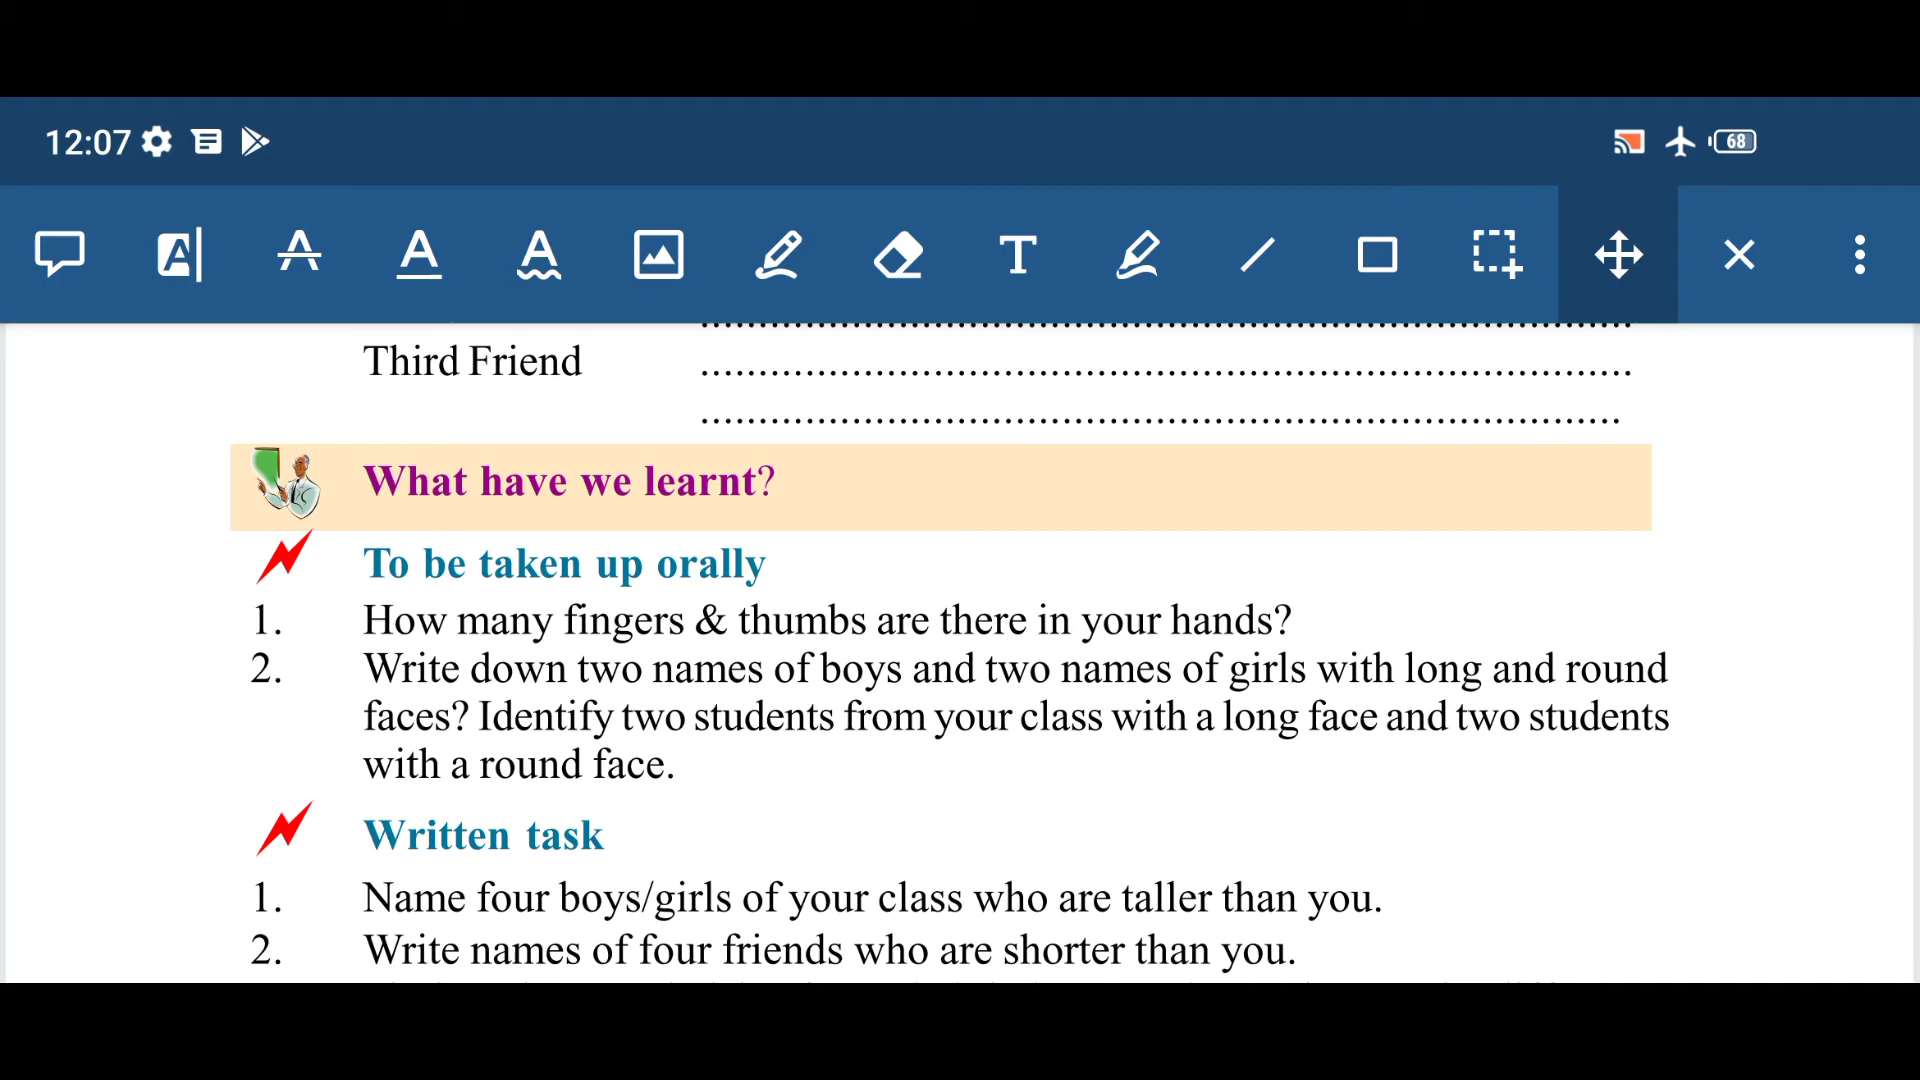 12:07
68
A
A
A
A
T
Third Friend ................................................................................
...............................................................................
What have we learnt?
To be taken up orally
1. How many fingers & thumbs are there in your hands?
2. Write down two names of boys and two names of girls with long and round
faces? Identify two students from your class with a long face and two students
with a round face.
Written task
1. Name four boys/girls of your class who are taller than you.
2. Write names of four friends who are shorter than you.